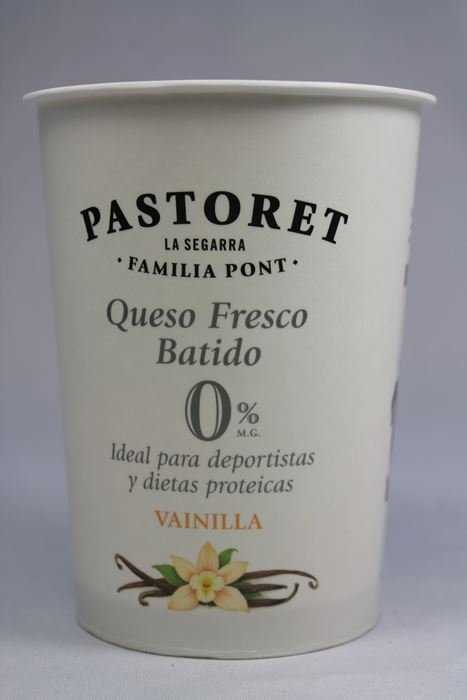 PASTORET
LA SEGARRA
· FAMILIA PONT ·
Queso Fresco
Batido
0%
M.G.
Ideal para deportistas
y dietas proteicas
VAINILLA